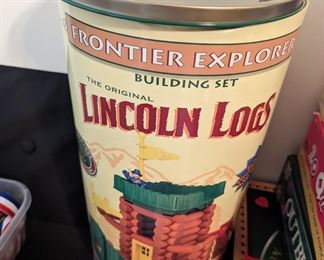 FRONTIER EXPLORER
BUILDING SET
THE ORIGINAL
LINCOLN LOGS